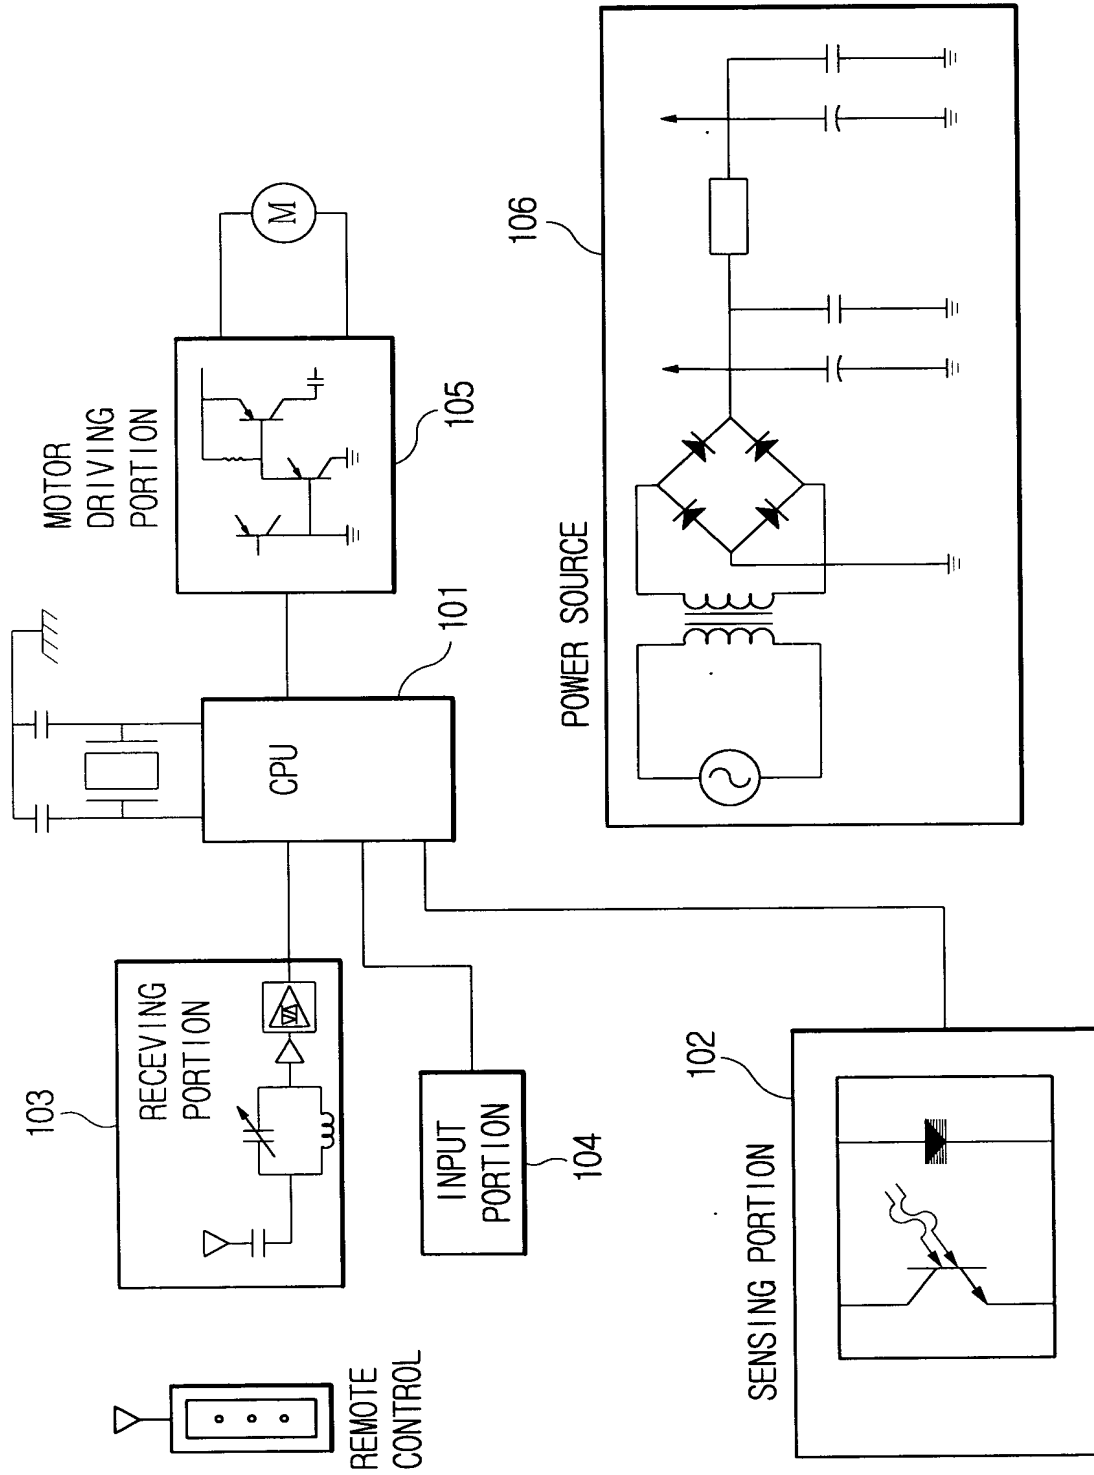 REMOTE
CONTROL
103
RECEVING
PORTION
INPUT
PORTION
104
CPU
101
MOTOR
DRIVING
PORTION
105
M
SENSING PORTION
102
POWER SOURCE
106